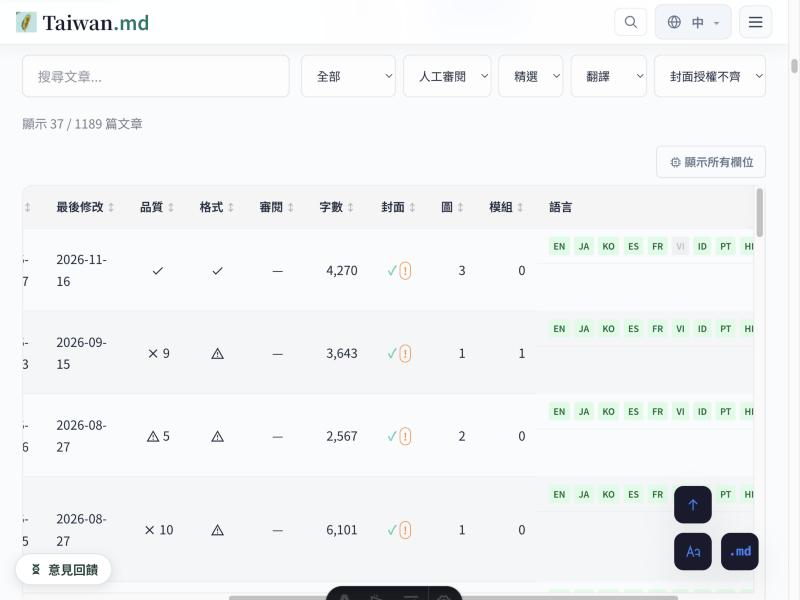 Taiwan.md
中
搜尋文章...
全部
人工審閱
精選
翻譯
封面授權不齊
顯示 37 / 1189 篇文章
顯示所有欄位
最後修改 品質 格式 審閱 字數 封面 圖 模組 語言
2026-11-16 ✓ ✓ — 4,270 ✓ ! 3 0 EN JA KO ES FR VI ID PT
7
2026-09-15 ✕ 9 ⚠ — 3,643 ✓ ! 1 1 EN JA KO ES FR VI ID PT
3
2026-08-27 ⚠ 5 ⚠ — 2,567 ✓ ! 2 0 EN JA KO ES FR VI ID PT
6
2026-08-27 ✕ 10 ⚠ — 6,101 ✓ ! 1 0 EN JA KO ES FR PT
5
.md
意見回饋